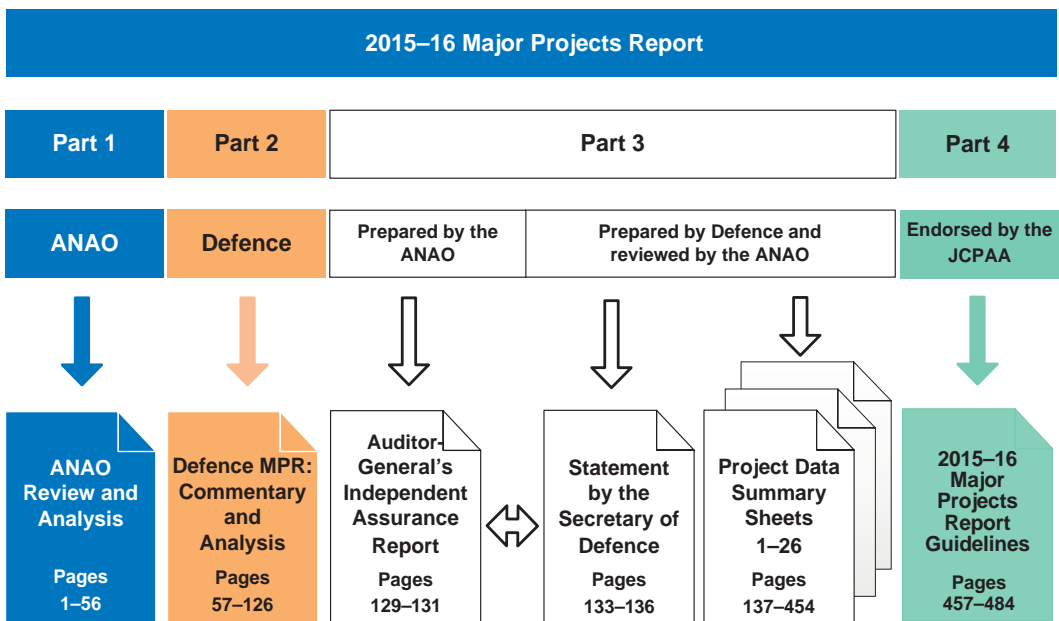 2015–16 Major Projects Report
Part 1
Part 2
Part 3
Part 4
ANAO
Defence
Prepared by the
ANAO
Prepared by Defence and
reviewed by the ANAO
Endorsed by the
JCPAA
ANAO
Review and
Analysis
Pages
1–56
Defence MPR:
Commentary
and
Analysis
Pages
57–126
Auditor-
General’s
Independent
Assurance
Report
Pages
129–131
Statement
by the
Secretary of
Defence
Pages
133–136
Project Data
Summary
Sheets
1–26
Pages
137–454
2015–16
Major
Projects
Report
Guidelines
Pages
457–484